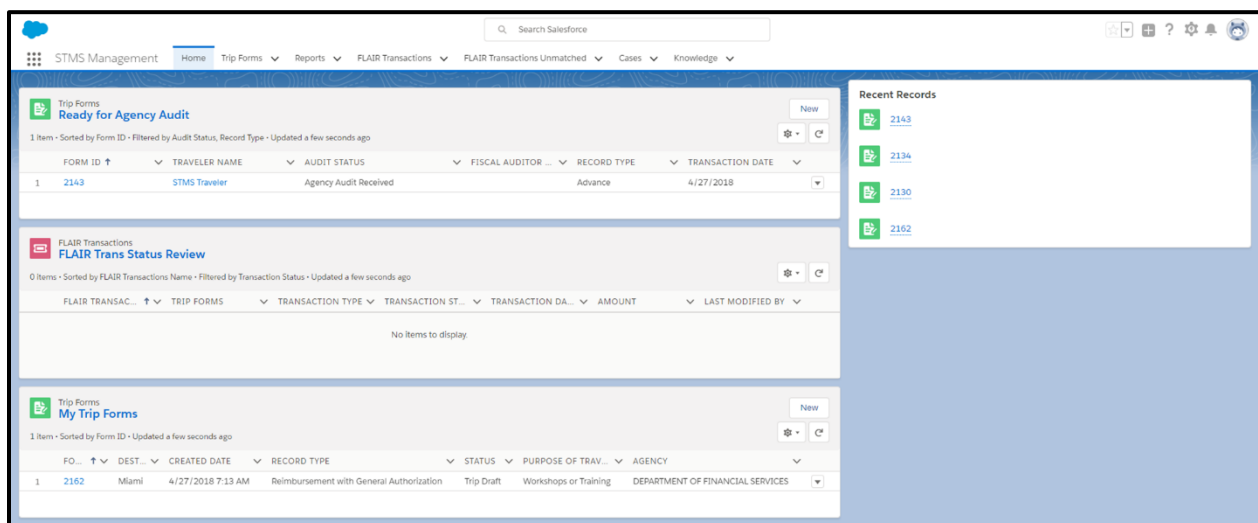 Search Salesforce
STMS Management Home Trip Forms Reports FLAIR Transactions FLAIR Transactions Unmatched Cases Knowledge
Trip Forms
Ready for Agency Audit
New
1 item • Sorted by Form ID • Filtered by Audit Status, Record Type • Updated a few seconds ago
FORM ID TRAVELER NAME AUDIT STATUS FISCAL AUDITOR ... RECORD TYPE TRANSACTION DATE
1 2143 STMS Traveler Agency Audit Received Advance 4/27/2018
FLAIR Transactions
FLAIR Trans Status Review
0 items • Sorted by FLAIR Transactions Name • Filtered by Transaction Status • Updated a few seconds ago
FLAIR TRANSAC... TRIP FORMS TRANSACTION TYPE TRANSACTION ST... TRANSACTION DA... AMOUNT LAST MODIFIED BY
No items to display.
Trip Forms
My Trip Forms
New
1 item • Sorted by Form ID • Updated a few seconds ago
FO... DEST... CREATED DATE RECORD TYPE STATUS PURPOSE OF TRAV... AGENCY
1 2162 Miami 4/27/2018 7:13 AM Reimbursement with General Authorization Trip Draft Workshops or Training DEPARTMENT OF FINANCIAL SERVICES
Recent Records
2143
2134
2130
2162